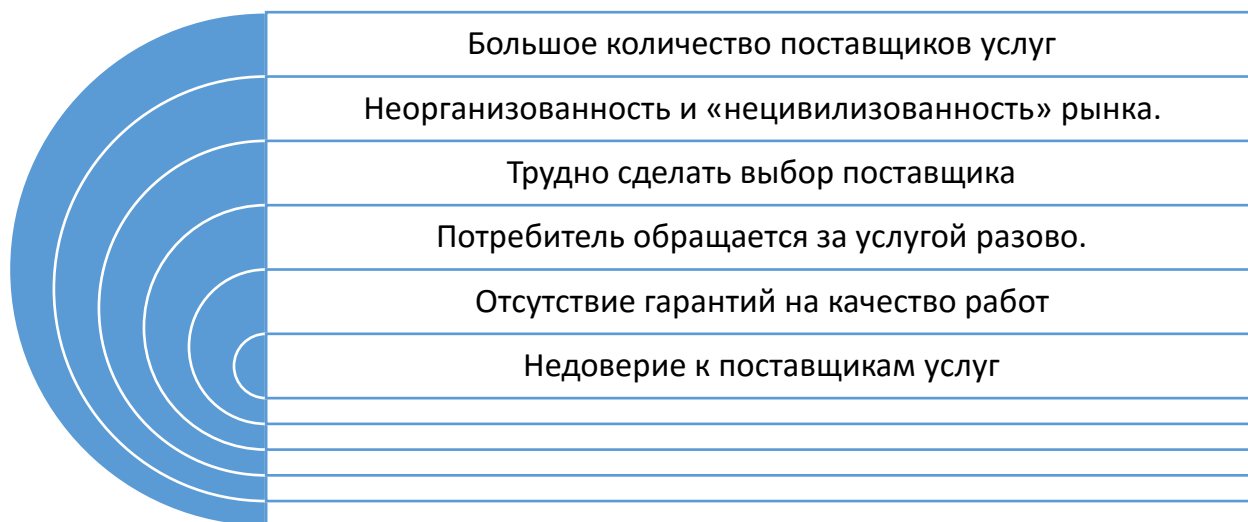 Большое количество поставщиков услуг
Неорганизованность и «нецивилизованность» рынка.
Трудно сделать выбор поставщика
Потребитель обращается за услугой разово.
Отсутствие гарантий на качество работ
Недоверие к поставщикам услуг